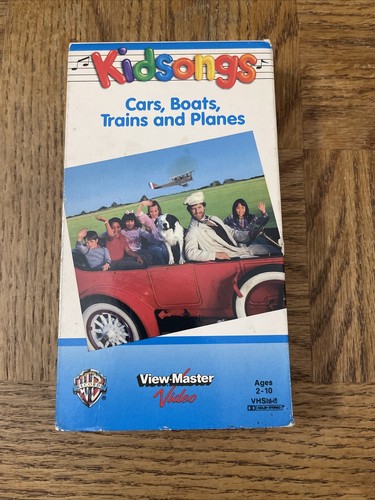 Kidsongs
Cars, Boats,
Trains and Planes
View-Master
Video
Ages
2-10
VHS